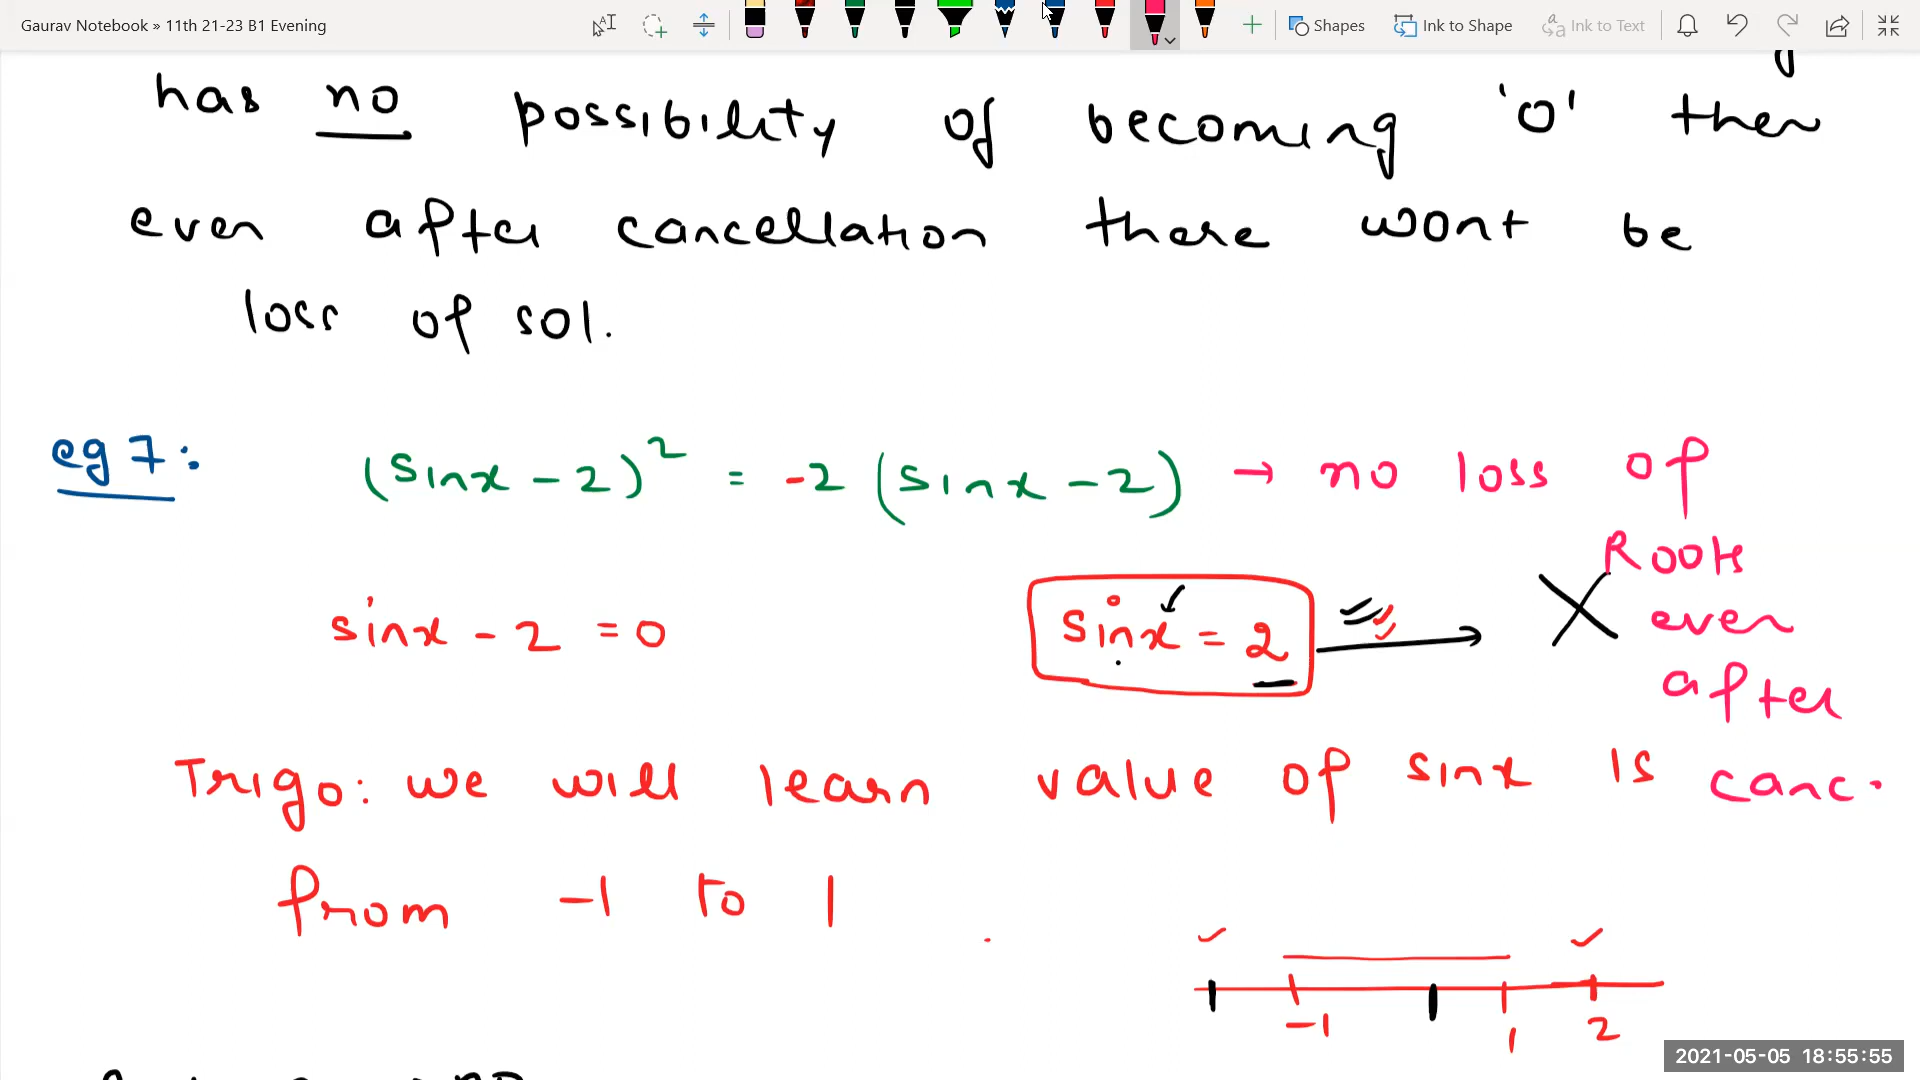 Gaurav Notebook » 11th 21-23 B1 Evening
Shapes Ink to Shape Ink to Text
has no possibility of becoming '0' then
even after cancellation there wont be
loss of sol.
eg 7: (sinx - 2)² = -2 (sinx - 2) → no loss of
Roots
sinx - 2 = 0 sinx = 2 even
after
Trigo: we will learn value of sinx is canc.
from -1 to 1
-1 1 2
2021-05-05 18:55:55